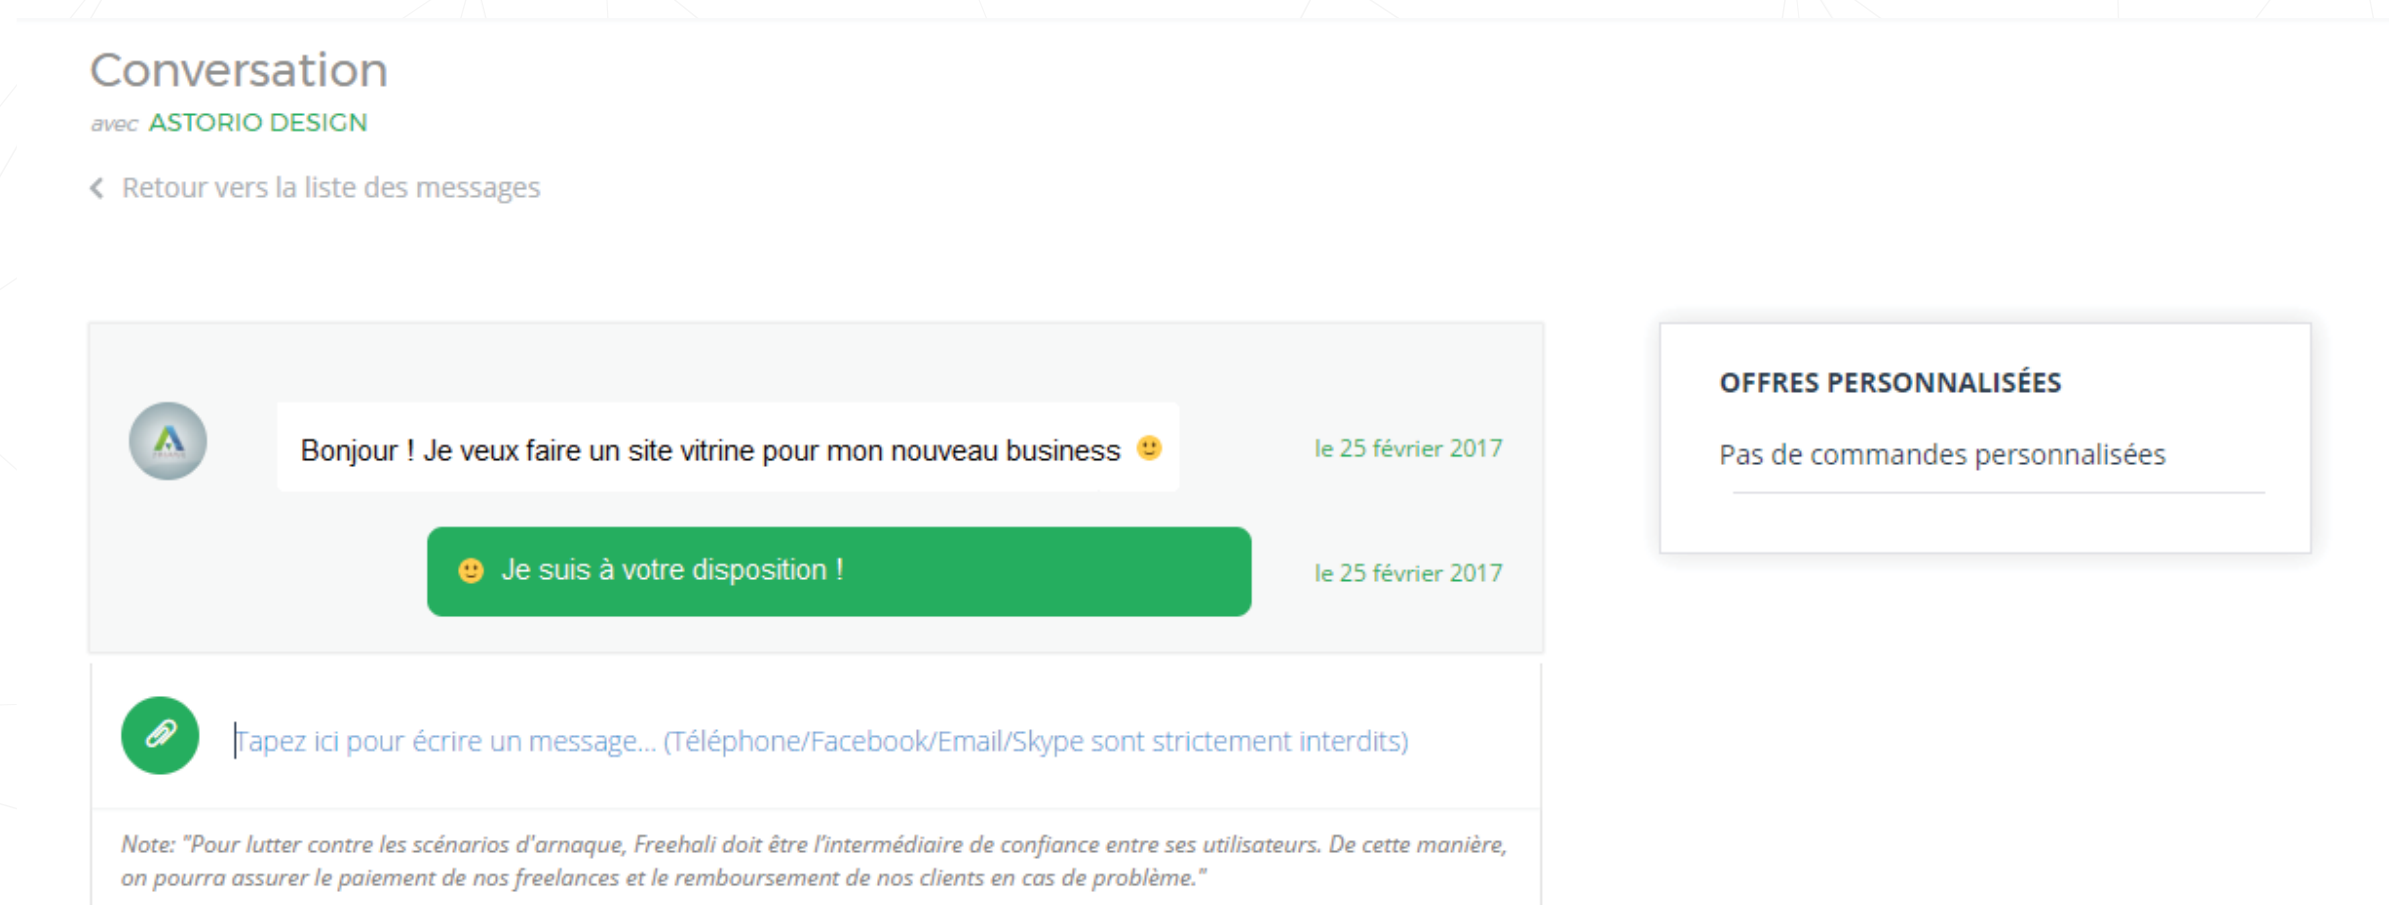 Conversation
avec ASTORIO DESIGN
Retour vers la liste des messages
Bonjour ! Je veux faire un site vitrine pour mon nouveau business 🙂
le 25 février 2017
🙂 Je suis à votre disposition !
le 25 février 2017
Tapez ici pour écrire un message... (Téléphone/Facebook/Email/Skype sont strictement interdits)
Note: "Pour lutter contre les scénarios d'arnaque, Freehali doit être l'intermédiaire de confiance entre ses utilisateurs. De cette manière,
on pourra assurer le paiement de nos freelances et le remboursement de nos clients en cas de problème."
OFFRES PERSONNALISÉES
Pas de commandes personnalisées